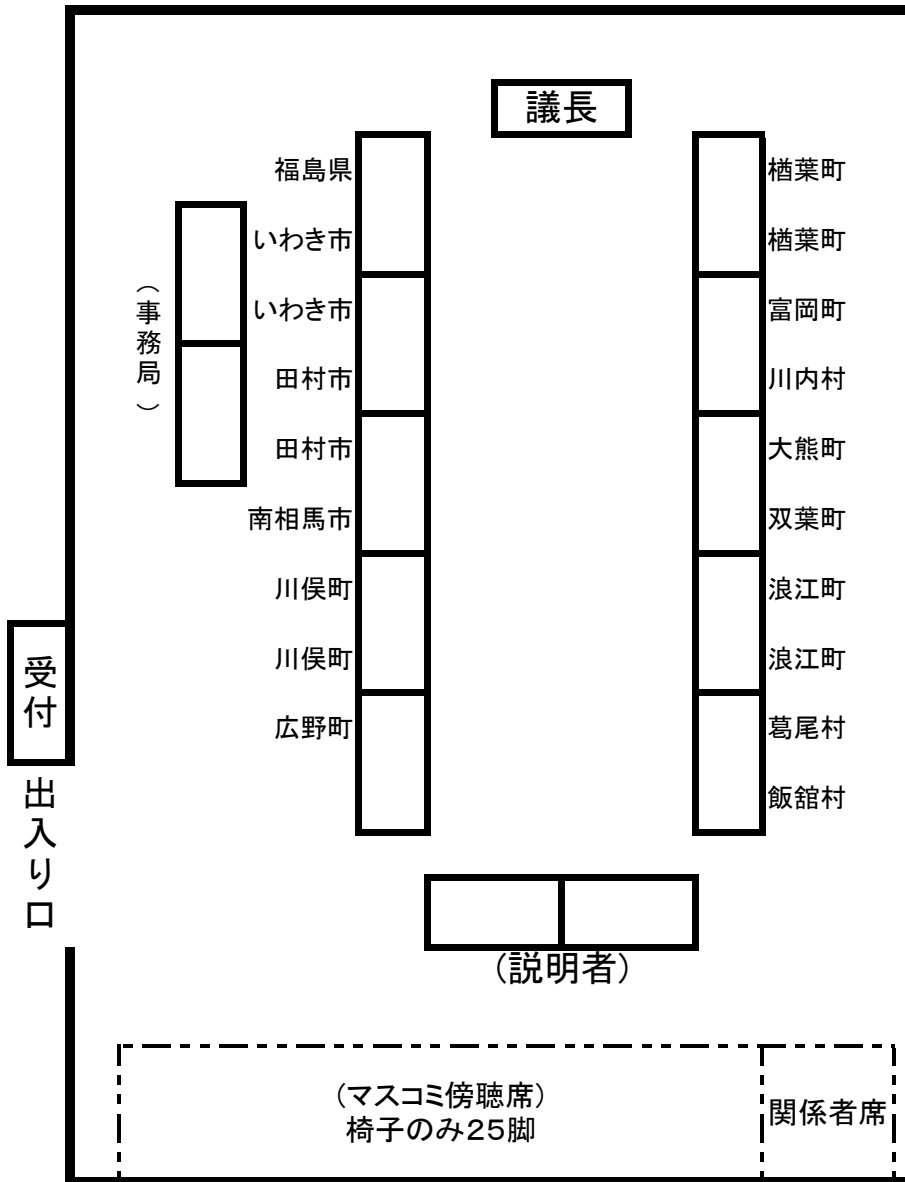 議長
福島県
いわき市
いわき市
田村市
田村市
南相馬市
川俣町
川俣町
広野町
楢葉町
楢葉町
富岡町
川内村
大熊町
双葉町
浪江町
浪江町
葛尾村
飯舘村
（事務局）
受付
出入り口
(説明者)
(マスコミ傍聴席)
椅子のみ25脚
関係者席